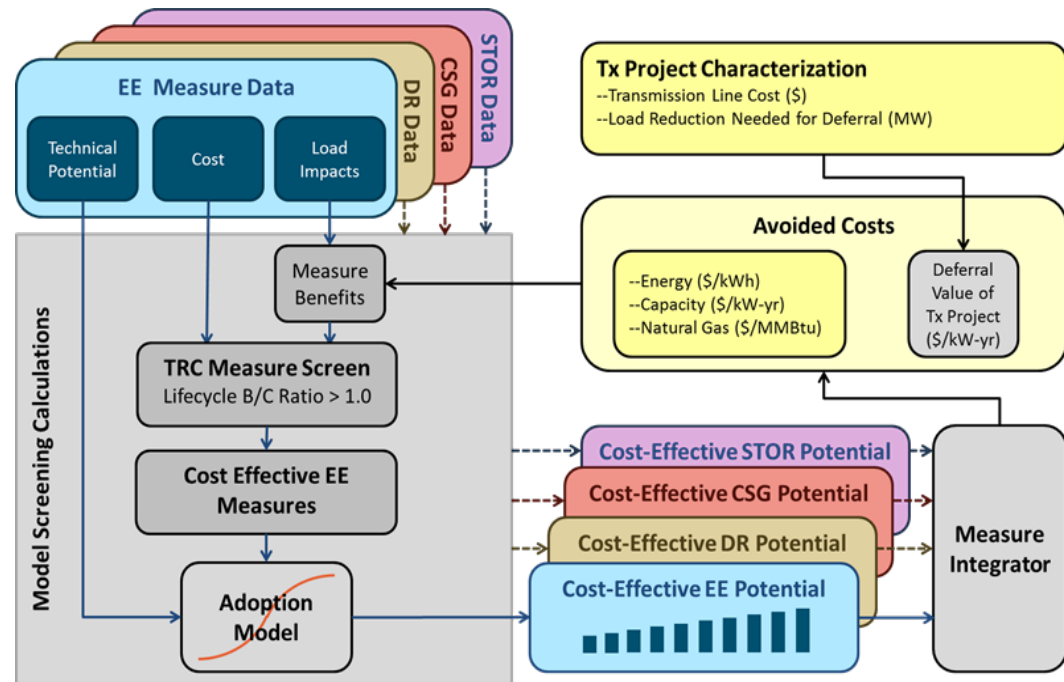 EE Measure Data
Technical
Potential
Cost
Load
Impacts
DR Data
CSG Data
STOR Data
Tx Project Characterization
--Transmission Line Cost ($)
--Load Reduction Needed for Deferral (MW)
Avoided Costs
--Energy ($/kWh)
--Capacity ($/kW-yr)
--Natural Gas ($/MMBtu)
Deferral
Value of
Tx Project
($/kW-yr)
Model Screening Calculations
Measure
Benefits
TRC Measure Screen
Lifecycle B/C Ratio > 1.0
Cost Effective EE
Measures
Adoption
Model
Cost-Effective STOR Potential
Cost-Effective CSG Potential
Cost-Effective DR Potential
Cost-Effective EE Potential
Measure
Integrator